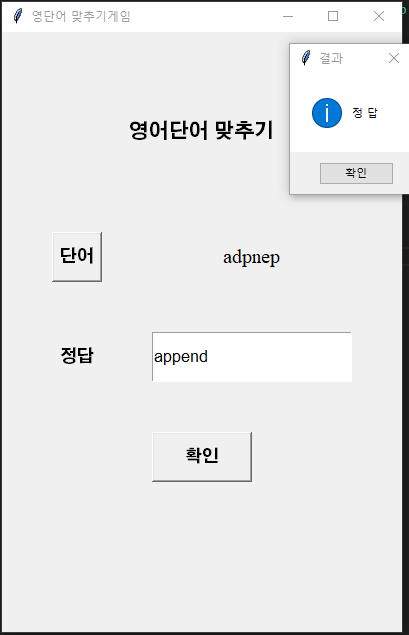 영단어 맞추기게임
결과
정 답
확인
영어단어 맞추기
단어
adpnep
정답
append
확인